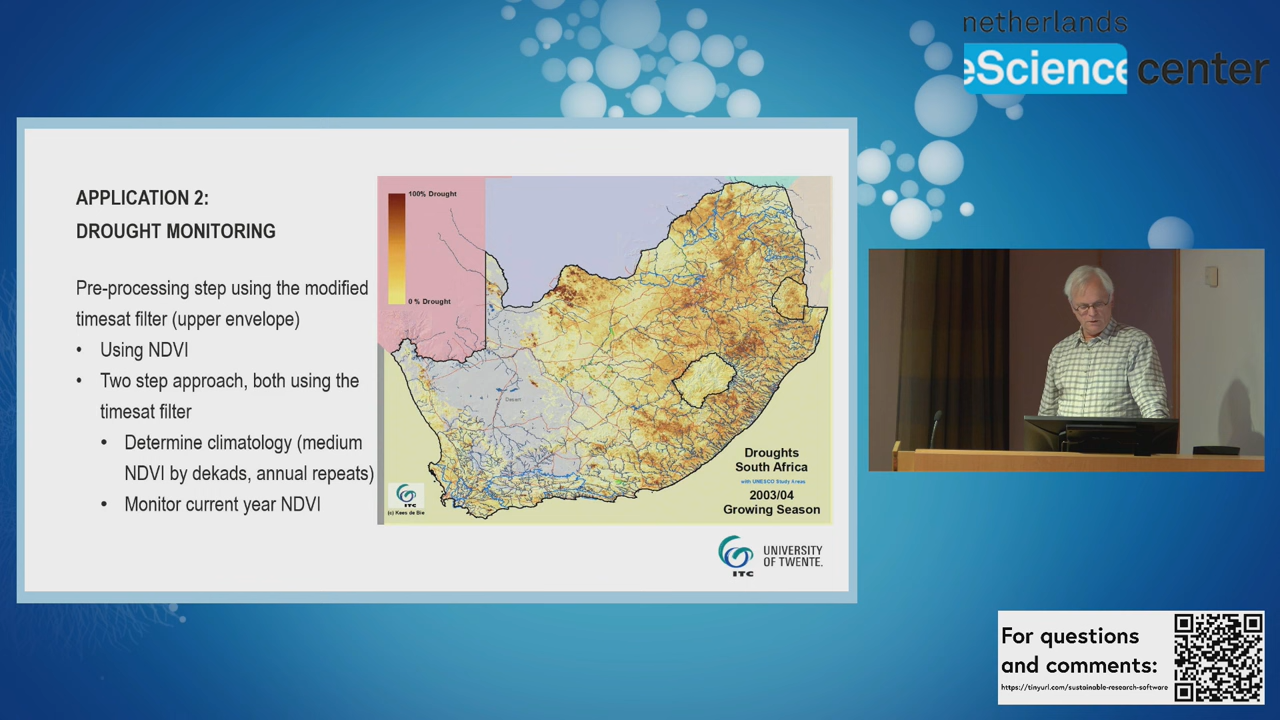 netherlands
eScience center
APPLICATION 2:
DROUGHT MONITORING
Pre-processing step using the modified
timesat filter (upper envelope)
• Using NDVI
• Two step approach, both using the
timesat filter
• Determine climatology (medium
NDVI by dekads, annual repeats)
• Monitor current year NDVI
100% Drought
0 % Drought
Desert
Droughts
South Africa
with UNESCO Study Areas
2003/04
Growing Season
ITC
(c) Kees de Bie
UNIVERSITY
OF TWENTE.
ITC
For questions
and comments:
https://tinyurl.com/sustainable-research-software